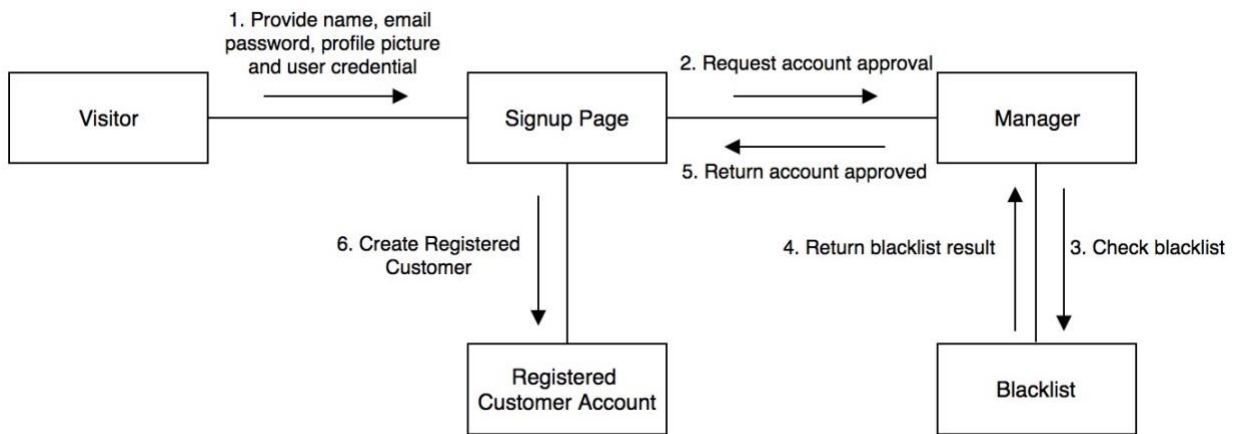 1. Provide name, email
password, profile picture
and user credential
2. Request account approval
Visitor
Signup Page
Manager
5. Return account approved
6. Create Registered
Customer
4. Return blacklist result
3. Check blacklist
Registered
Customer Account
Blacklist